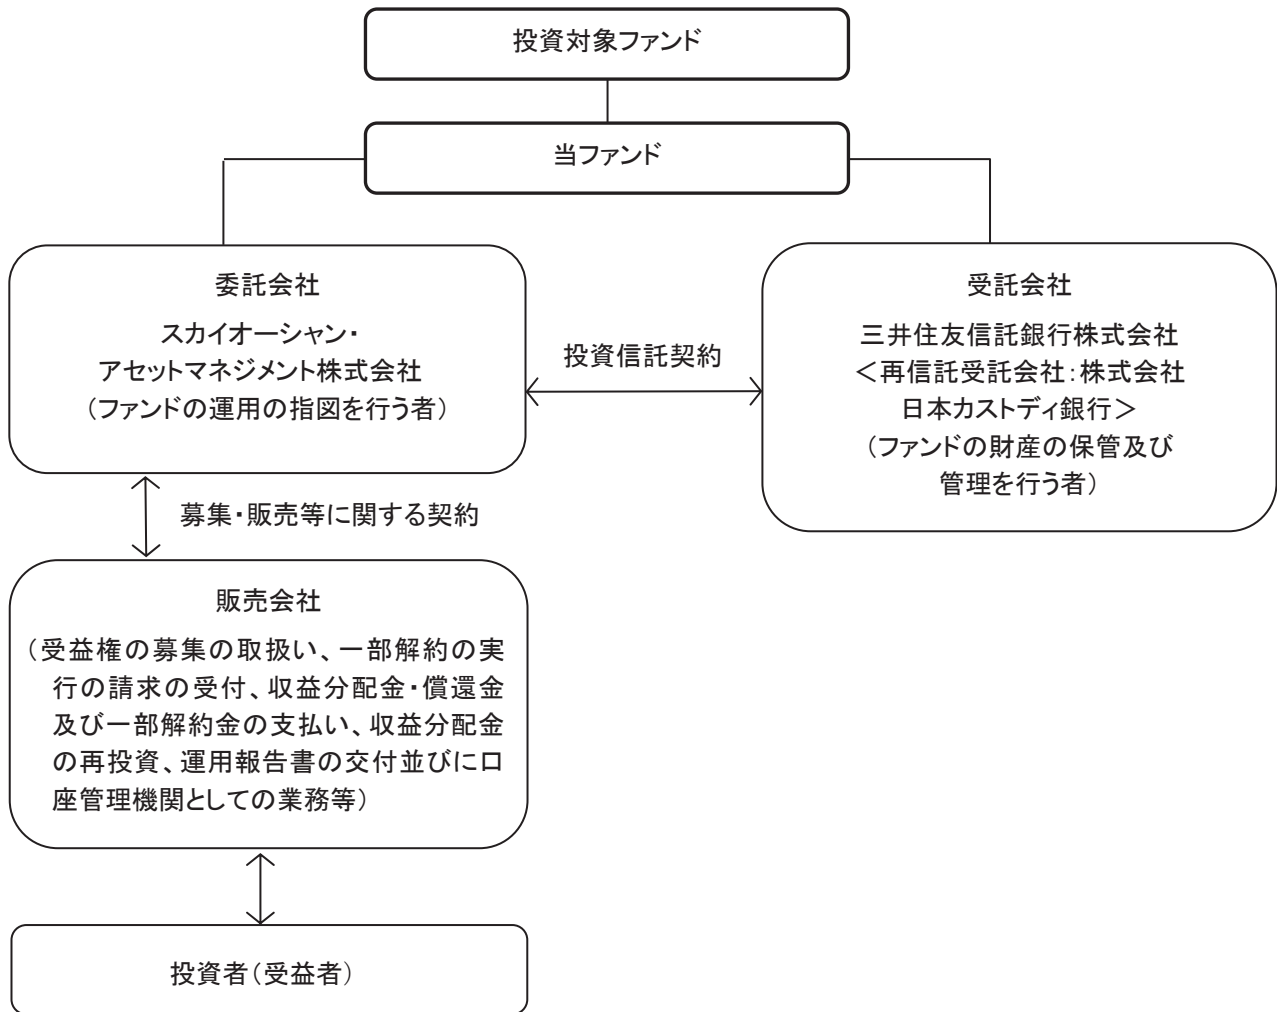 投資対象ファンド
当ファンド
委託会社
スカイオーシャン・
アセットマネジメント株式会社
（ファンドの運用の指図を行う者）
投資信託契約
受託会社
三井住友信託銀行株式会社
＜再信託受託会社：株式会社
日本カストディ銀行＞
（ファンドの財産の保管及び
管理を行う者）
募集・販売等に関する契約
販売会社
（受益権の募集の取扱い、一部解約の実
行の請求の受付、収益分配金・償還金
及び一部解約金の支払い、収益分配金
の再投資、運用報告書の交付並びに口
座管理機関としての業務等）
投資者（受益者）